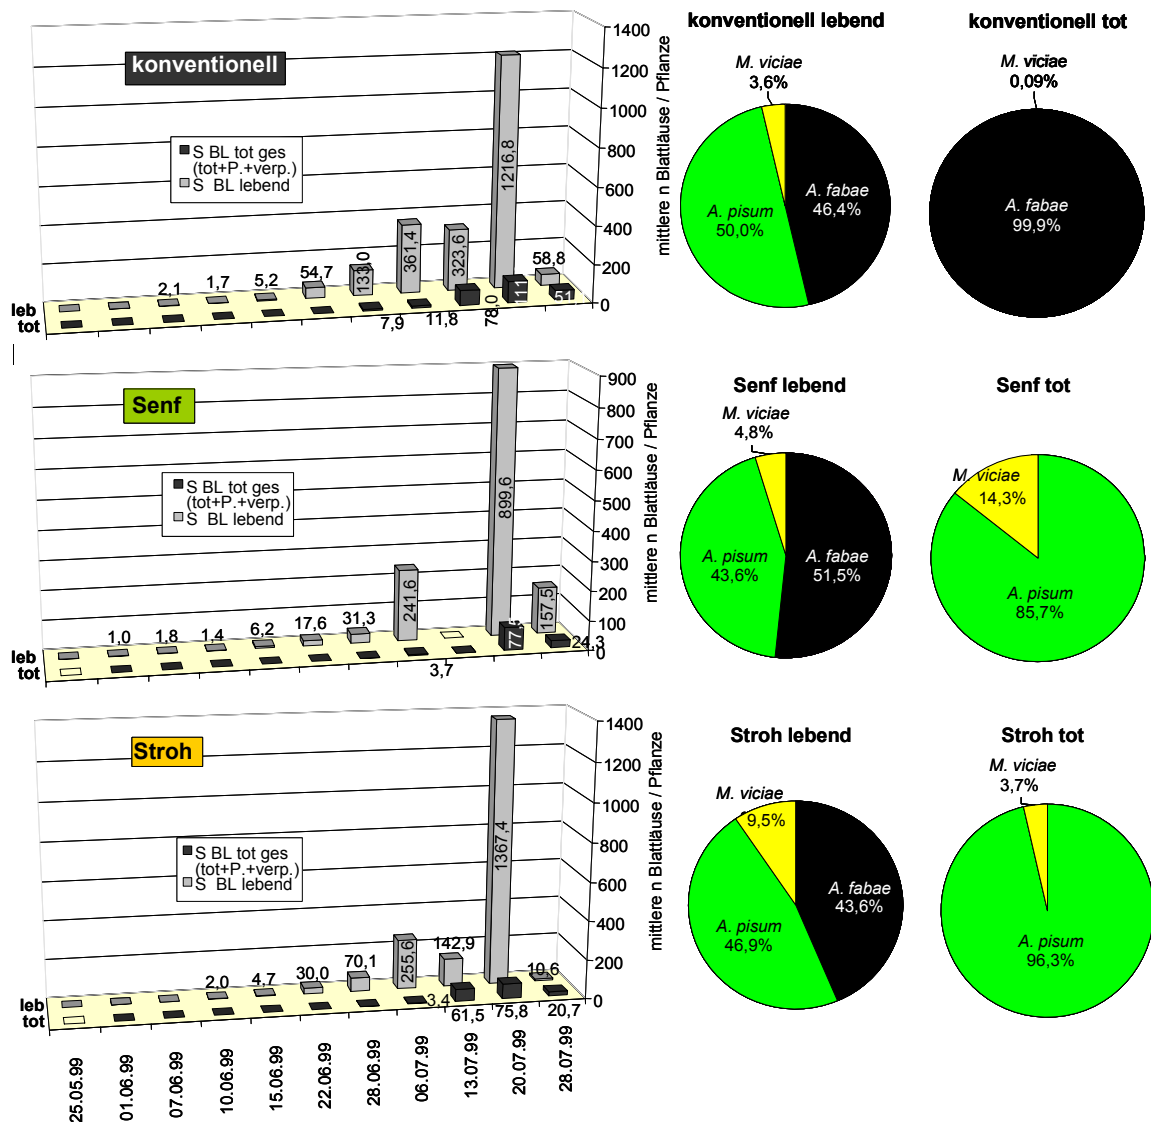 konventionell
S BL tot ges
(tot+P.+verp.)
S BL lebend
1400
1200
1000
800
600
400
200
0
mittlere n Blattläuse / Pflanze
2,1
1,7
5,2
54,7
133,0
361,4
323,6
1216,8
58,8
7,9
11,8
78,0
111
51
leb
tot
konventionell lebend
M. viciae
3,6%
A. pisum
50,0%
A. fabae
46,4%
konventionell tot
M. viciae
0,09%
A. fabae
99,9%
Senf
S BL tot ges
(tot+P.+verp.)
S BL lebend
900
800
700
600
500
400
300
200
100
0
mittlere n Blattläuse / Pflanze
1,0
1,8
1,4
6,2
17,6
31,3
241,6
899,6
157,5
3,7
24,3
leb
tot
Senf lebend
M. viciae
4,8%
A. pisum
43,6%
A. fabae
51,5%
Senf tot
M. viciae
14,3%
A. pisum
85,7%
Stroh
S BL tot ges
(tot+P.+verp.)
S BL lebend
1400
1200
1000
800
600
400
200
0
mittlere n Blattläuse / Pflanze
2,0
4,7
30,0
70,1
255,6
142,9
1367,4
10,6
3,4
61,5
75,8
20,7
leb
tot
25.05.99
01.06.99
07.06.99
10.06.99
15.06.99
22.06.99
28.06.99
06.07.99
13.07.99
20.07.99
28.07.99
Stroh lebend
M. viciae
9,5%
A. pisum
46,9%
A. fabae
43,6%
Stroh tot
M. viciae
3,7%
A. pisum
96,3%